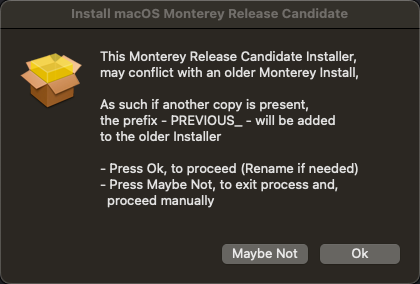 Install macOS Monterey Release Candidate
This Monterey Release Candidate Installer,
may conflict with an older Monterey Install,
As such if another copy is present,
the prefix - PREVIOUS_ - will be added
to the older Installer
- Press Ok, to proceed (Rename if needed)
- Press Maybe Not, to exit process and,
proceed manually
Maybe Not
Ok